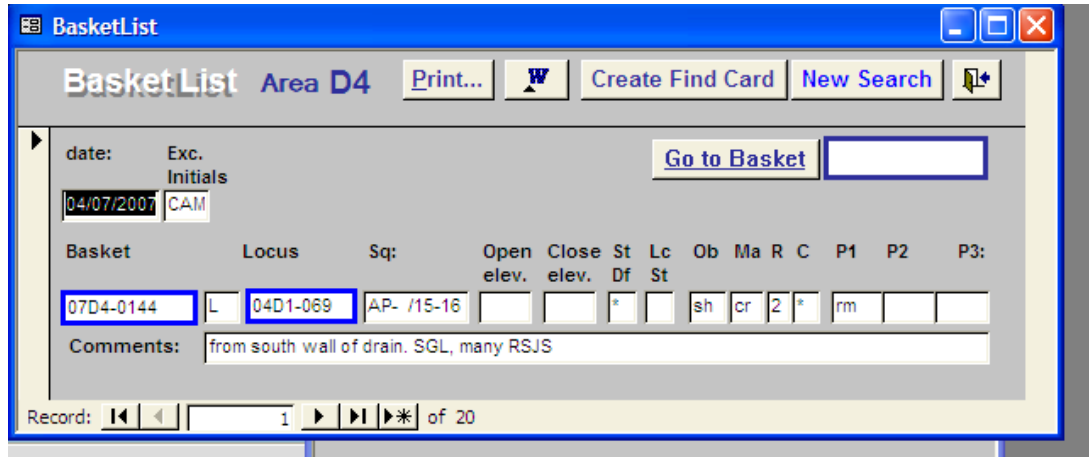 BasketList
BasketList Area D4 Print... W Create Find Card New Search
date: Exc. Initials
Go to Basket
04/07/2007 CAM
Basket Locus Sq: Open elev. Close elev. St Df Lc St Ob Ma R C P1 P2 P3:
07D4-0144 L 04D1-069 AP- /15-16 * sh cr 2 * rm
Comments: from south wall of drain. SGL, many RSJS
Record: 1 of 20